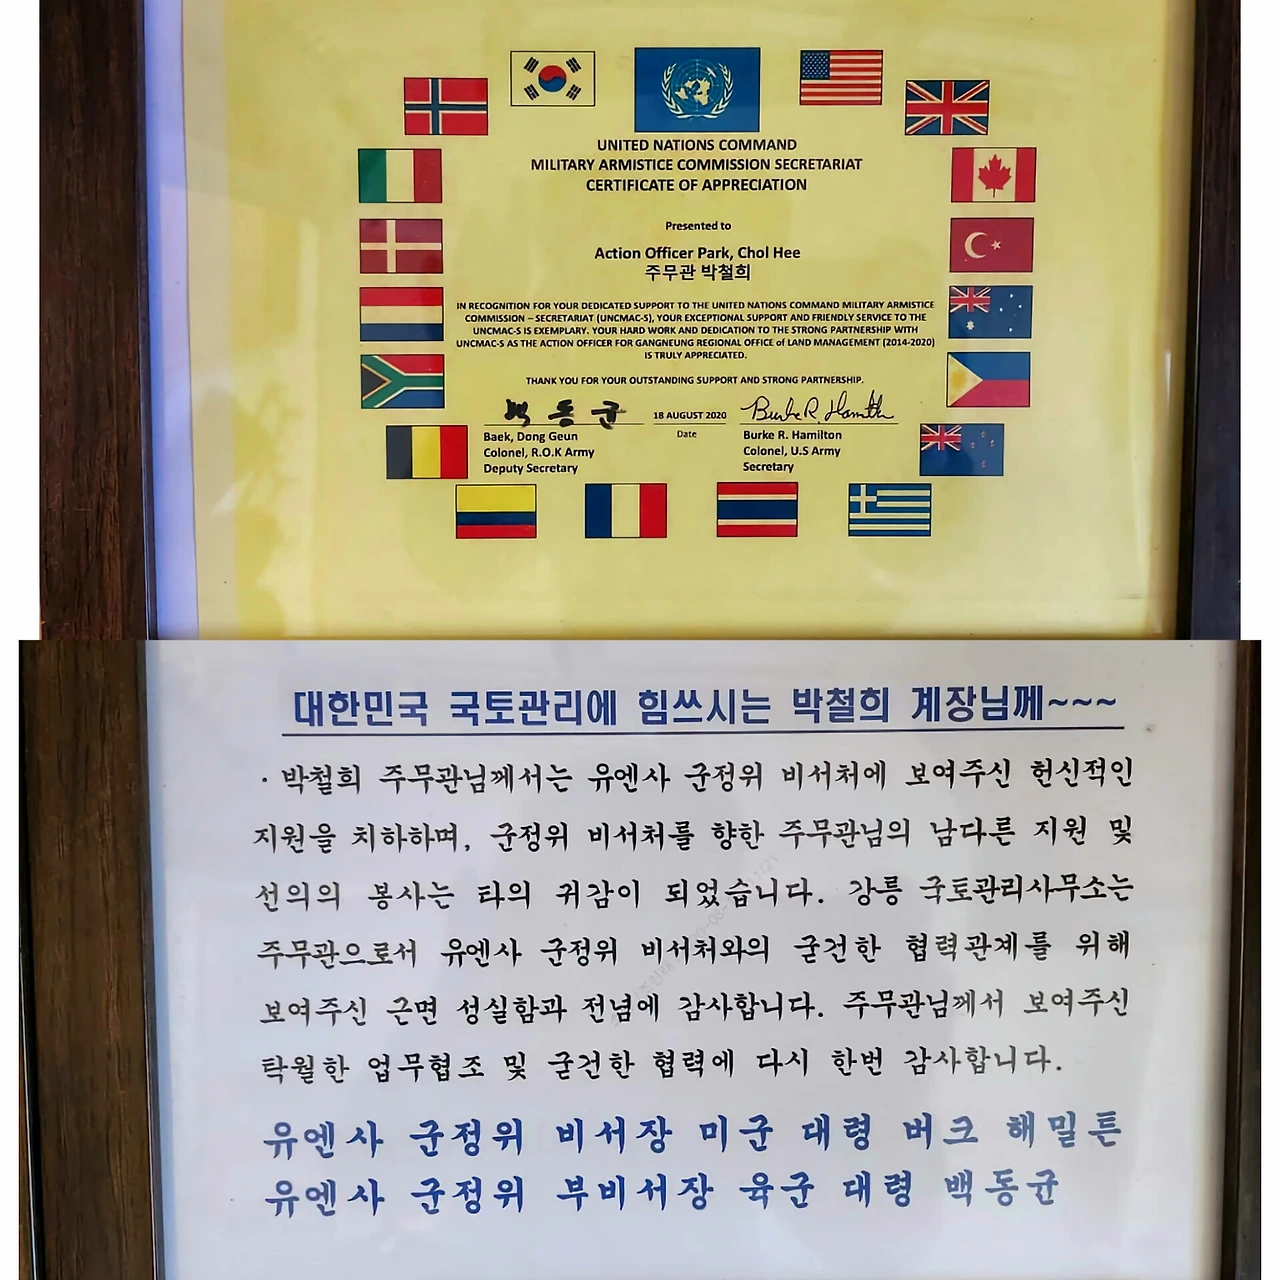 UNITED NATIONS COMMAND
MILITARY ARMISTICE COMMISSION SECRETARIAT
CERTIFICATE OF APPRECIATION
Presented to
Action Officer Park, Chol Hee
주무관 박철희
IN RECOGNITION FOR YOUR DEDICATED SUPPORT TO THE UNITED NATIONS COMMAND MILITARY ARMISTICE
COMMISSION – SECRETARIAT (UNCMAC-S), YOUR EXCEPTIONAL SUPPORT AND FRIENDLY SERVICE TO THE
UNCMAC-S IS EXEMPLARY. YOUR HARD WORK AND DEDICATION TO THE STRONG PARTNERSHIP WITH
UNCMAC-S AS THE ACTION OFFICER FOR GANGNEUNG REGIONAL OFFICE of LAND MANAGEMENT (2014-2020)
IS TRULY APPRECIATED.
THANK YOU FOR YOUR OUTSTANDING SUPPORT AND STRONG PARTNERSHIP.
백동균 18 AUGUST 2020 Burke R. Hamilton
Baek, Dong Geun Date Burke R. Hamilton
Colonel, R.O.K Army Colonel, U.S Army
Deputy Secretary Secretary
대한민국 국토관리에 힘쓰시는 박철희 계장님께~~~
· 박철희 주무관님께서는 유엔사 군정위 비서처에 보여주신 헌신적인
지원을 치하하며, 군정위 비서처를 향한 주무관님의 남다른 지원 및
선의의 봉사는 타의 귀감이 되었습니다. 강릉 국토관리사무소는
주무관으로서 유엔사 군정위 비서처와의 굳건한 협력관계를 위해
보여주신 근면 성실함과 전념에 감사합니다. 주무관님께서 보여주신
탁월한 업무협조 및 굳건한 협력에 다시 한번 감사합니다.
유엔사 군정위 비서장 미군 대령 버크 해밀튼
유엔사 군정위 부비서장 육군 대령 백동균